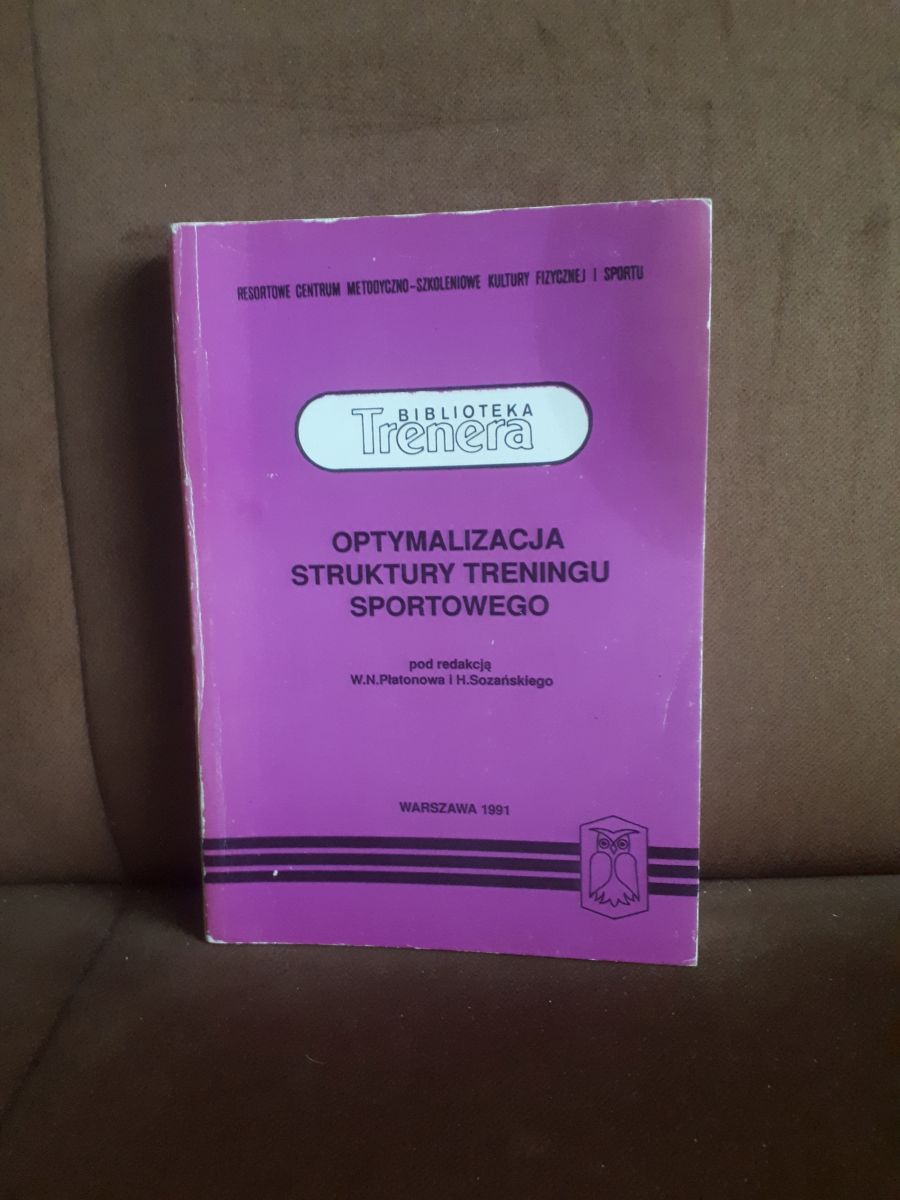 RESORTOWE CENTRUM METODYCZNO-SZKOLENIOWE KULTURY FIZYCZNEJ I SPORTU
BIBLIOTEKA
Trenera
OPTYMALIZACJA
STRUKTURY TRENINGU
SPORTOWEGO
pod redakcją
W.N.Płatonowa i H.Sozańskiego
WARSZAWA 1991